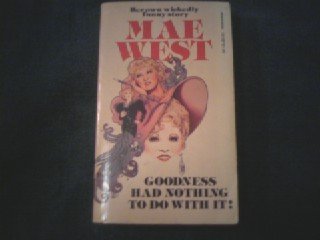 Her own wickedly
funny story
MAE
WEST
GOODNESS
HAD NOTHING
TO DO WITH IT!